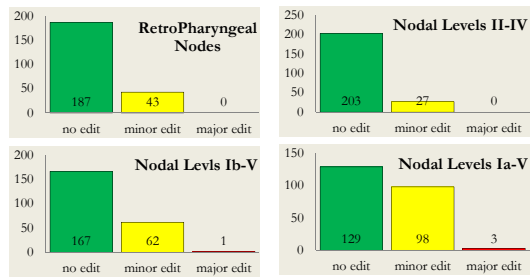 RetroPharyngeal
Nodes
200
150
100
50
0
187
43
0
no edit
minor edit
major edit
Nodal Levels II-IV
250
200
150
100
50
0
203
27
0
no edit
minor edit
major edit
Nodal Levls Ib-V
200
150
100
50
0
167
62
1
no edit
minor edit
major edit
Nodal Levels Ia-V
150
100
50
0
129
98
3
no edit
minor edit
major edit